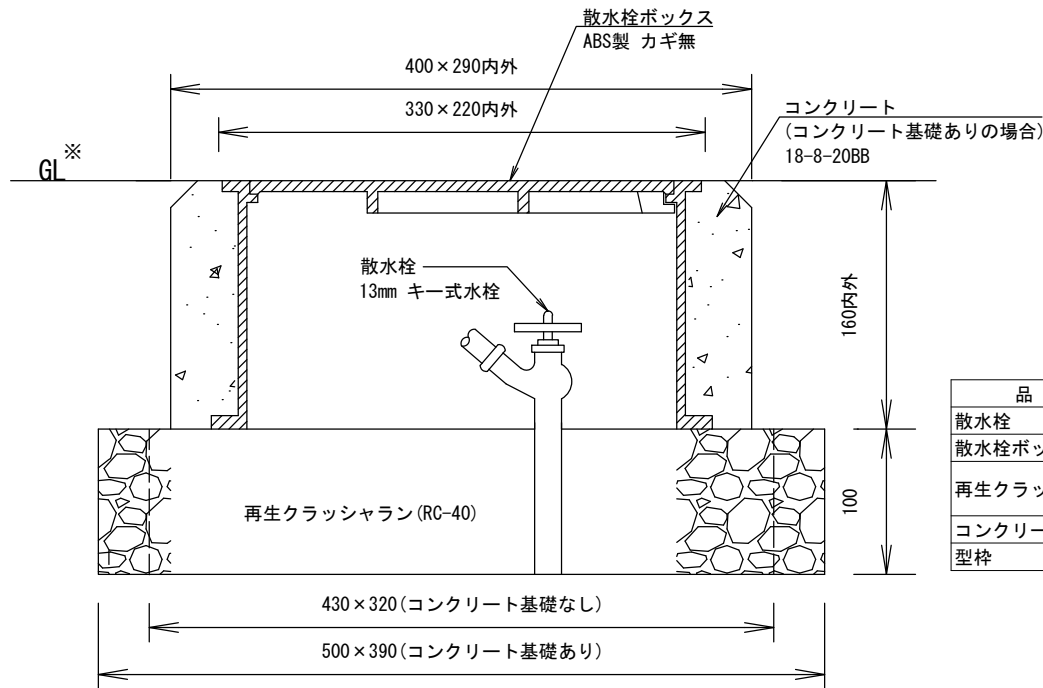 散水栓ボックス
ABS製 カギ無
400×290内外
330×220内外
コンクリート
(コンクリート基礎ありの場合)
18-8-20BB
GL※
散水栓
13mm キー式水栓
160内外
再生クラッシャラン(RC-40)
100
430×320(コンクリート基礎なし)
500×390(コンクリート基礎あり)
品
散水栓
散水栓ボッ
再生クラッ
コンクリー
型枠